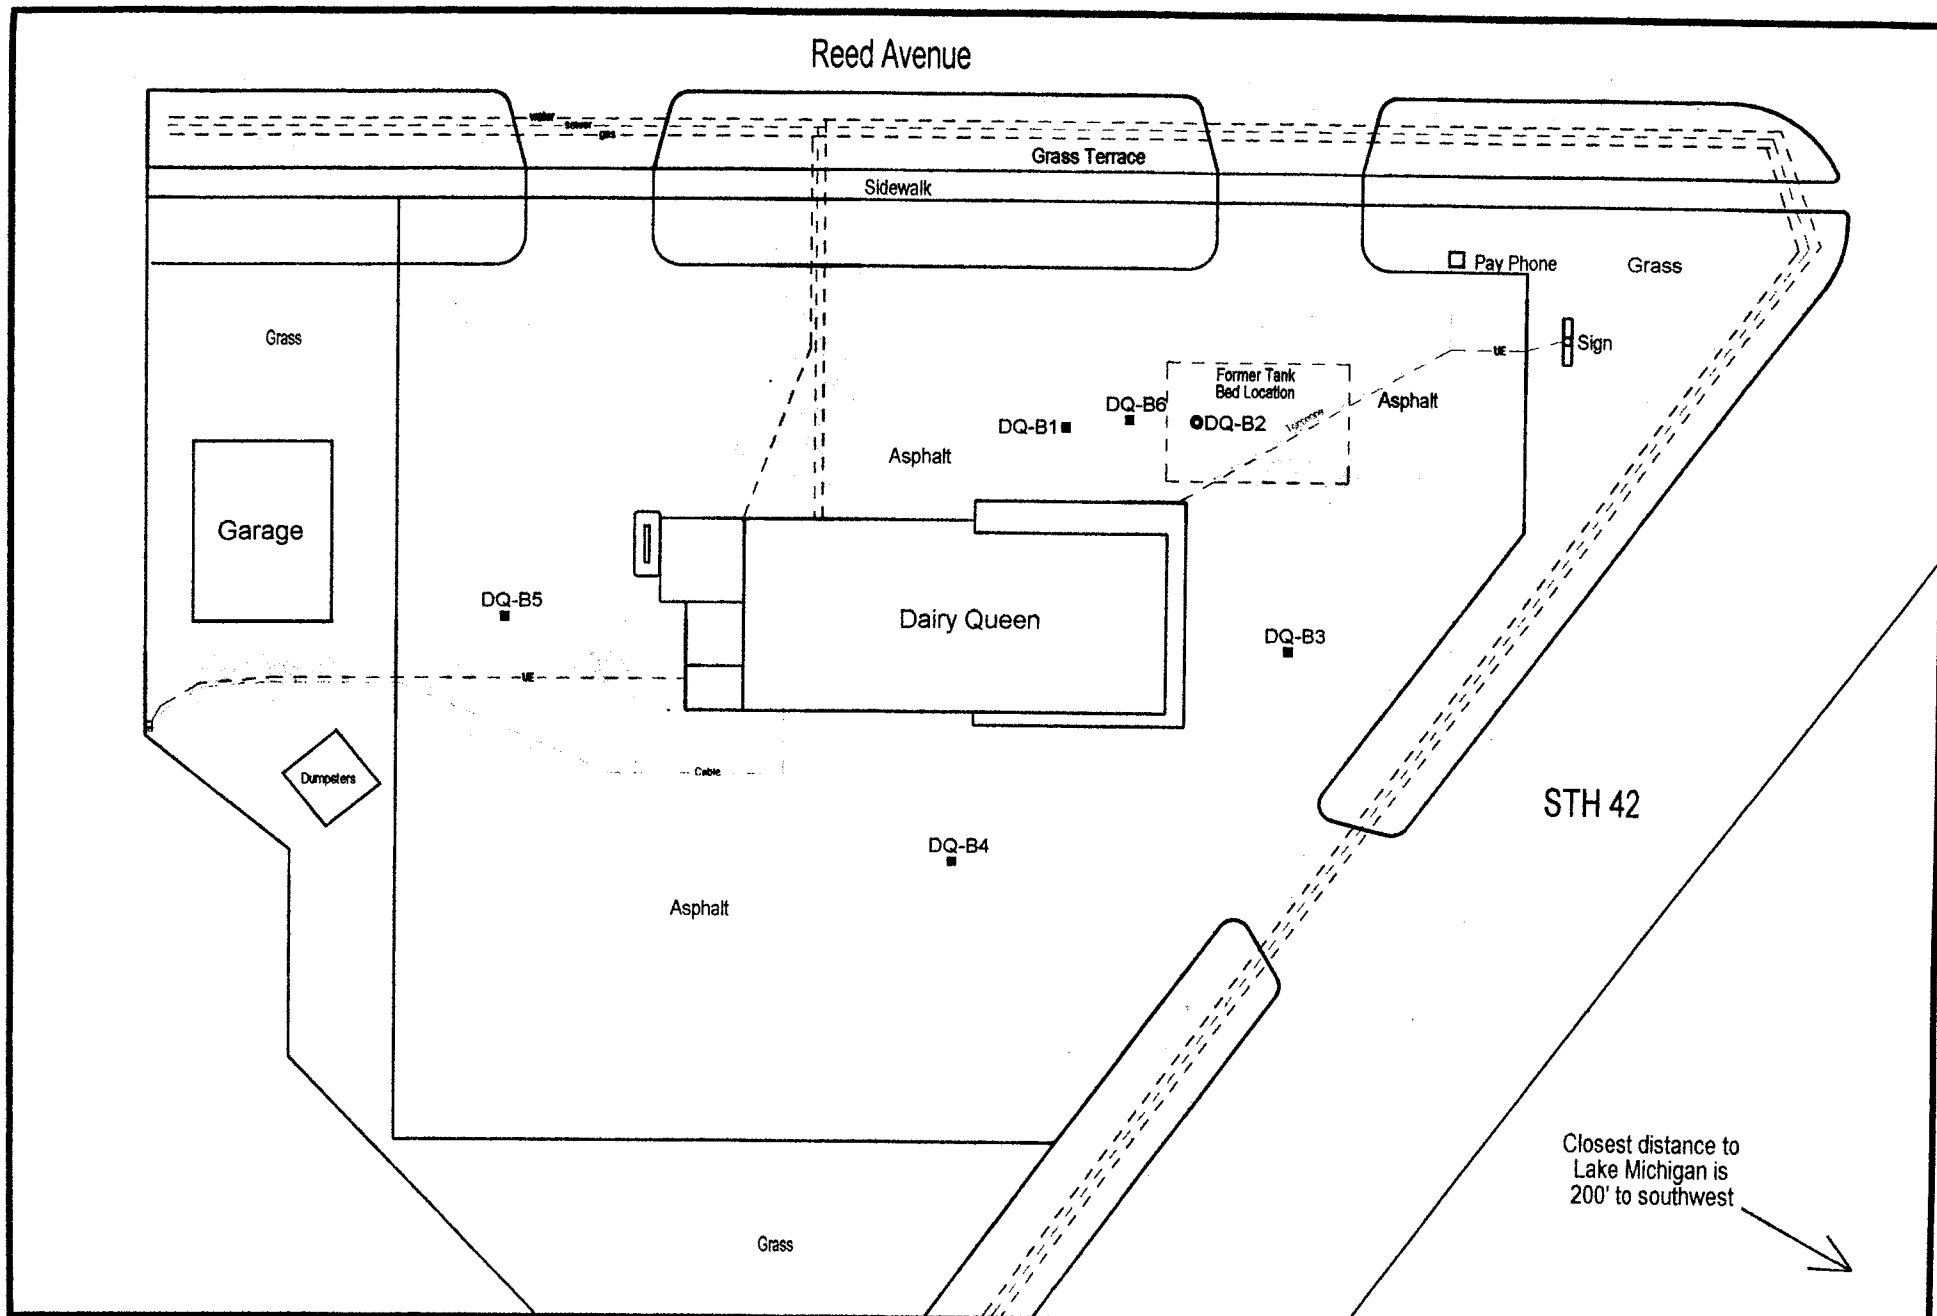 Reed Avenue
water
sewer
gas
Grass Terrace
Sidewalk
Pay Phone
Grass
Grass
Sign
UE
Former Tank
Bed Location
DQ-B6
DQ-B1
DQ-B2
Asphalt
Asphalt
Garage
DQ-B5
Dairy Queen
DQ-B3
UE
Cable
Dumpsters
STH 42
DQ-B4
Asphalt
Closest distance to
Lake Michigan is
200' to southwest
Grass